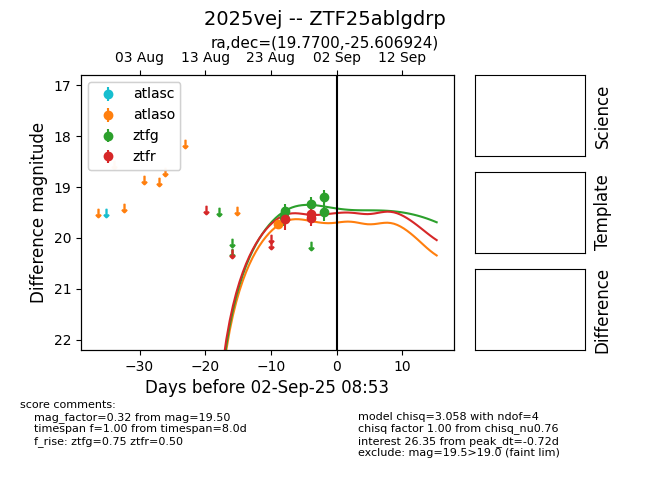 2025vej -- ZTF25ablgdrp
ra,dec=(19.7700,-25.606924)
03 Aug 13 Aug 23 Aug 02 Sep 12 Sep
atlasc
atlaso
ztfg
ztfr
17
18
19
20
21
22
Difference magnitude
−30 −20 −10 0 10
Days before 02-Sep-25 08:53
Science
Template
Difference
score comments:
mag_factor=0.32 from mag=19.50
timespan f=1.00 from timespan=8.0d
f_rise: ztfg=0.75 ztfr=0.50
model chisq=3.058 with ndof=4
chisq factor 1.00 from chisq_nu0.76
interest 26.35 from peak_dt=-0.72d
exclude: mag=19.5>19.0 (faint lim)